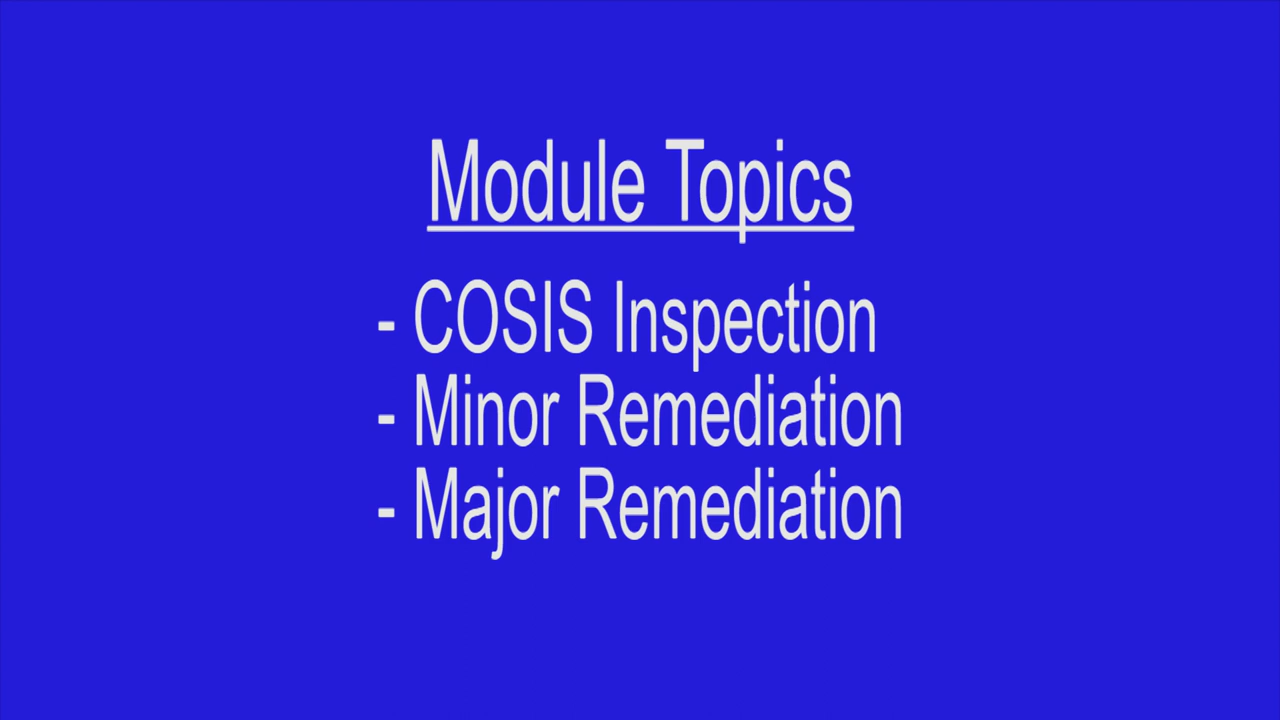 Module Topics
- COSIS Inspection
- Minor Remediation
- Major Remediation